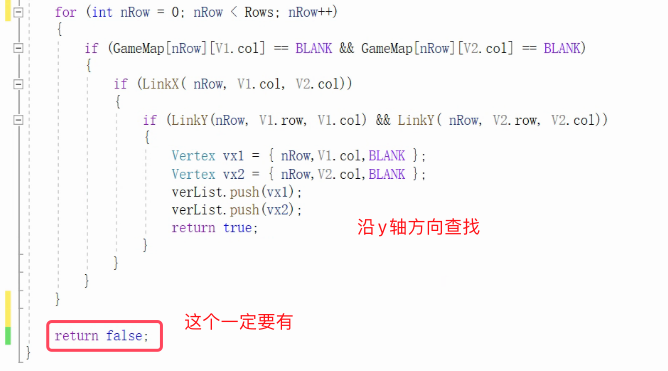 for (int nRow = 0; nRow < Rows; nRow++)
{
if (GameMap[nRow][V1.col] == BLANK && GameMap[nRow][V2.col] == BLANK)
{
if (LinkX( nRow, V1.col, V2.col))
{
if (LinkY(nRow, V1.row, V1.col) && LinkY( nRow, V2.row, V2.col))
{
Vertex vx1 = { nRow,V1.col,BLANK };
Vertex vx2 = { nRow,V2.col,BLANK };
verList.push(vx1);
verList.push(vx2);
return true;
沿y轴方向查找
}
}
}
}
这个一定要有
return false;
}